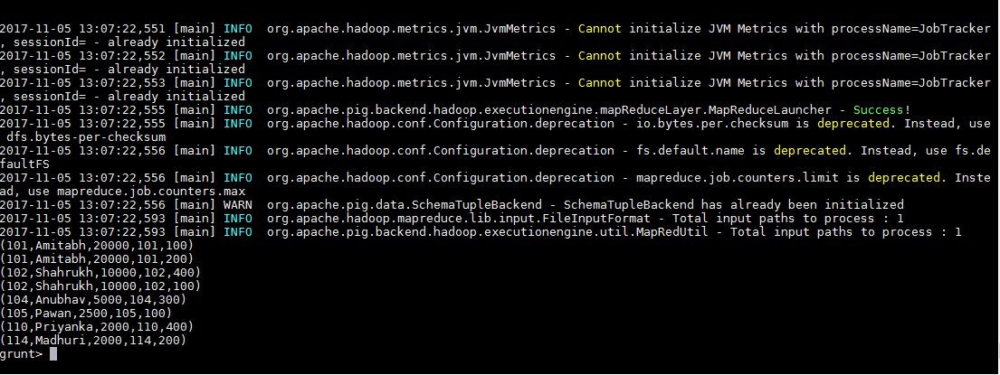 2017-11-05 13:07:22,551 [main] INFO  org.apache.hadoop.metrics.jvm.JvmMetrics - Cannot initialize JVM Metrics with processName=JobTracker
, sessionId= - already initialized
2017-11-05 13:07:22,552 [main] INFO  org.apache.hadoop.metrics.jvm.JvmMetrics - Cannot initialize JVM Metrics with processName=JobTracker
, sessionId= - already initialized
2017-11-05 13:07:22,553 [main] INFO  org.apache.hadoop.metrics.jvm.JvmMetrics - Cannot initialize JVM Metrics with processName=JobTracker
, sessionId= - already initialized
2017-11-05 13:07:22,555 [main] INFO  org.apache.pig.backend.hadoop.executionengine.mapReduceLayer.MapReduceLauncher - Success!
2017-11-05 13:07:22,555 [main] INFO  org.apache.hadoop.conf.Configuration.deprecation - io.bytes.per.checksum is deprecated. Instead, use
 dfs.bytes-per-checksum
2017-11-05 13:07:22,556 [main] INFO  org.apache.hadoop.conf.Configuration.deprecation - fs.default.name is deprecated. Instead, use fs.de
faultFS
2017-11-05 13:07:22,556 [main] INFO  org.apache.hadoop.conf.Configuration.deprecation - mapreduce.job.counters.limit is deprecated. Inste
ad, use mapreduce.job.counters.max
2017-11-05 13:07:22,556 [main] WARN  org.apache.pig.data.SchemaTupleBackend - SchemaTupleBackend has already been initialized
2017-11-05 13:07:22,593 [main] INFO  org.apache.hadoop.mapreduce.lib.input.FileInputFormat - Total input paths to process : 1
2017-11-05 13:07:22,593 [main] INFO  org.apache.pig.backend.hadoop.executionengine.util.MapRedUtil - Total input paths to process : 1
(101,Amitabh,20000,101,100)
(101,Amitabh,20000,101,200)
(102,Shahrukh,10000,102,400)
(102,Shahrukh,10000,102,100)
(104,Anubhav,5000,104,300)
(105,Pawan,2500,105,100)
(110,Priyanka,2000,110,400)
(114,Madhuri,2000,114,200)
grunt>